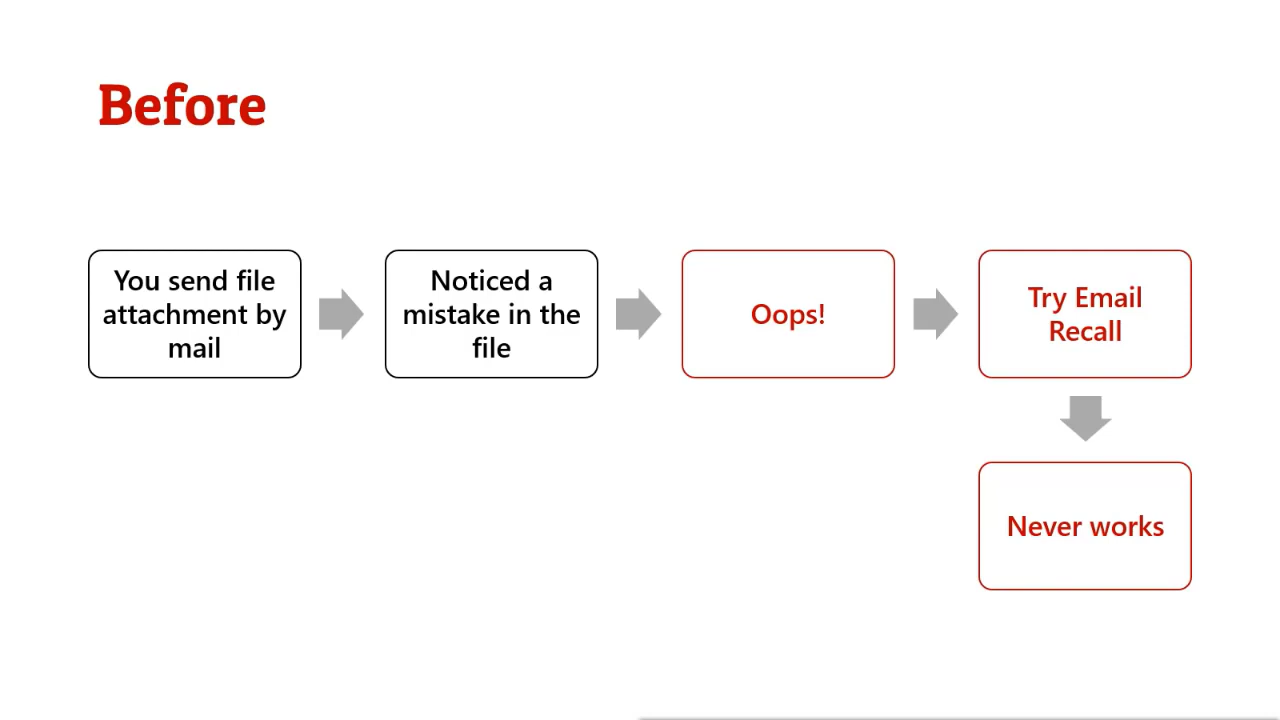 Before
You send file
attachment by
mail
Noticed a
mistake in the
file
Oops!
Try Email
Recall
Never works